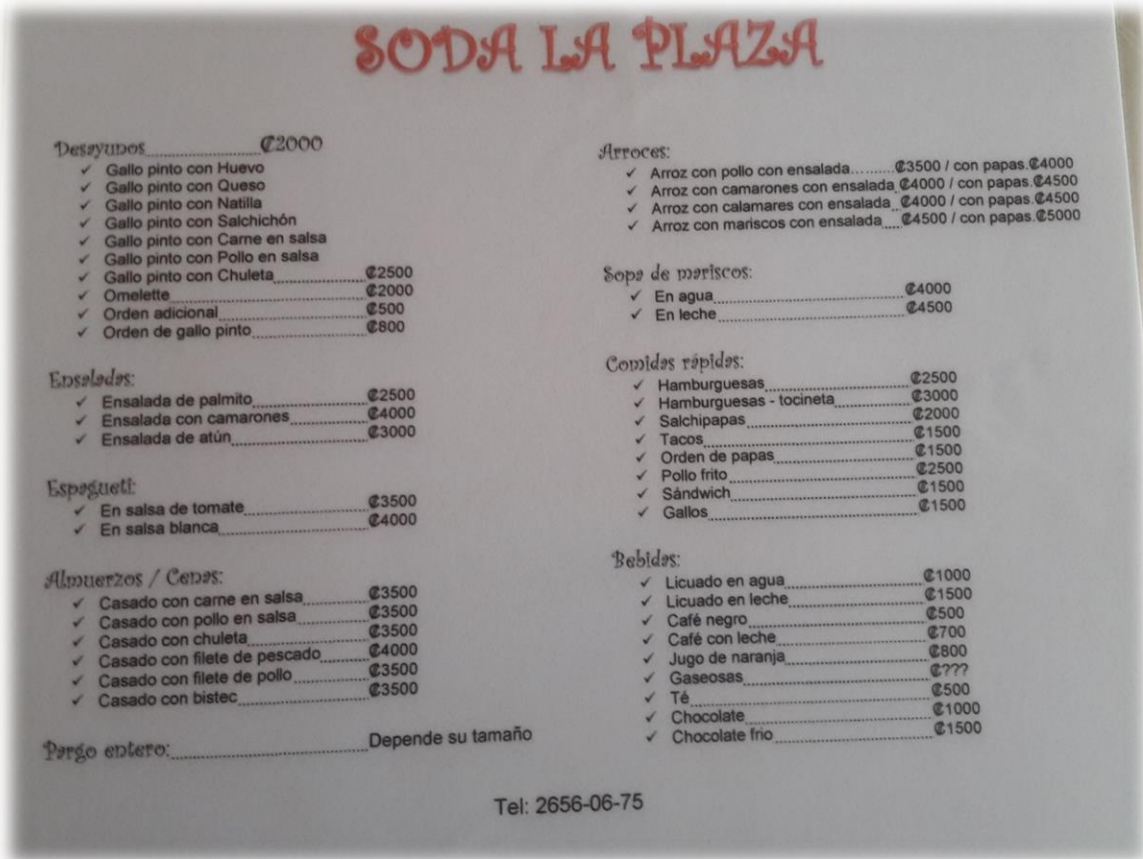 SODA LA PLAZA
Desayunos ₡2000
✓ Gallo pinto con Huevo
✓ Gallo pinto con Queso
✓ Gallo pinto con Natilla
✓ Gallo pinto con Salchichón
✓ Gallo pinto con Carne en salsa
✓ Gallo pinto con Pollo en salsa
✓ Gallo pinto con Chuleta ₡2500
✓ Omelette ₡2000
✓ Orden adicional ₡500
✓ Orden de gallo pinto ₡800
Ensaladas:
✓ Ensalada de palmito ₡2500
✓ Ensalada con camarones ₡4000
✓ Ensalada de atún ₡3000
Espagueti:
✓ En salsa de tomate ₡3500
✓ En salsa blanca ₡4000
Almuerzos / Cenas:
✓ Casado con carne en salsa ₡3500
✓ Casado con pollo en salsa ₡3500
✓ Casado con chuleta ₡3500
✓ Casado con filete de pescado ₡4000
✓ Casado con filete de pollo ₡3500
✓ Casado con bistec ₡3500
Pargo entero: Depende su tamaño
Arroces:
✓ Arroz con pollo con ensalada ₡3500 / con papas.₡4000
✓ Arroz con camarones con ensalada ₡4000 / con papas.₡4500
✓ Arroz con calamares con ensalada ₡4000 / con papas.₡4500
✓ Arroz con mariscos con ensalada ₡4500 / con papas.₡5000
Sopa de mariscos:
✓ En agua ₡4000
✓ En leche ₡4500
Comidas rápidas:
✓ Hamburguesas ₡2500
✓ Hamburguesas - tocineta ₡3000
✓ Salchipapas ₡2000
✓ Tacos ₡1500
✓ Orden de papas ₡1500
✓ Pollo frito ₡2500
✓ Sándwich ₡1500
✓ Gallos ₡1500
Bebidas:
✓ Licuado en agua ₡1000
✓ Licuado en leche ₡1500
✓ Café negro ₡500
✓ Café con leche ₡700
✓ Jugo de naranja ₡800
✓ Gaseosas ₡???
✓ Té ₡500
✓ Chocolate ₡1000
✓ Chocolate frio ₡1500
Tel: 2656-06-75